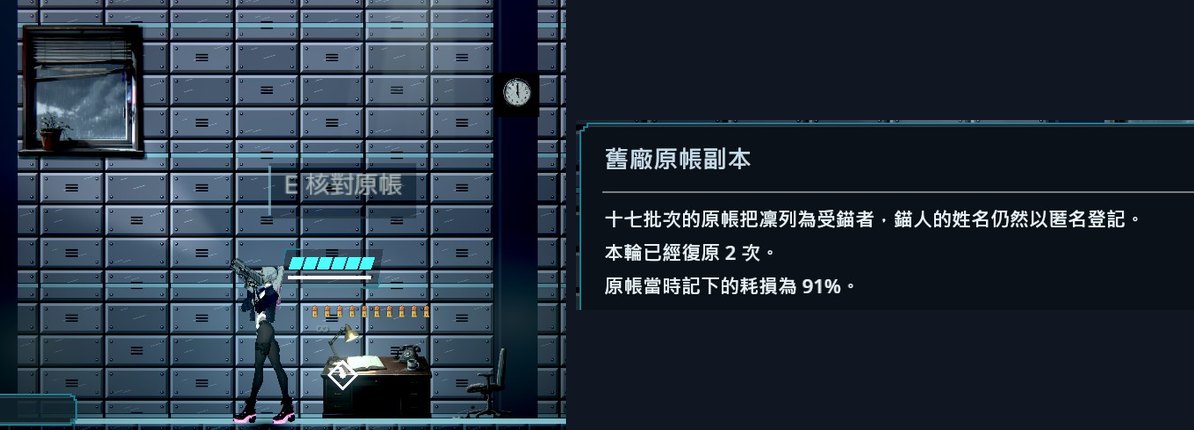 E 核對原帳
舊廠原帳副本
十七批次的原帳把凜列為受錨者，錨人的姓名仍然以匿名登記。
本輪已經復原 2 次。
原帳當時記下的耗損為 91%。